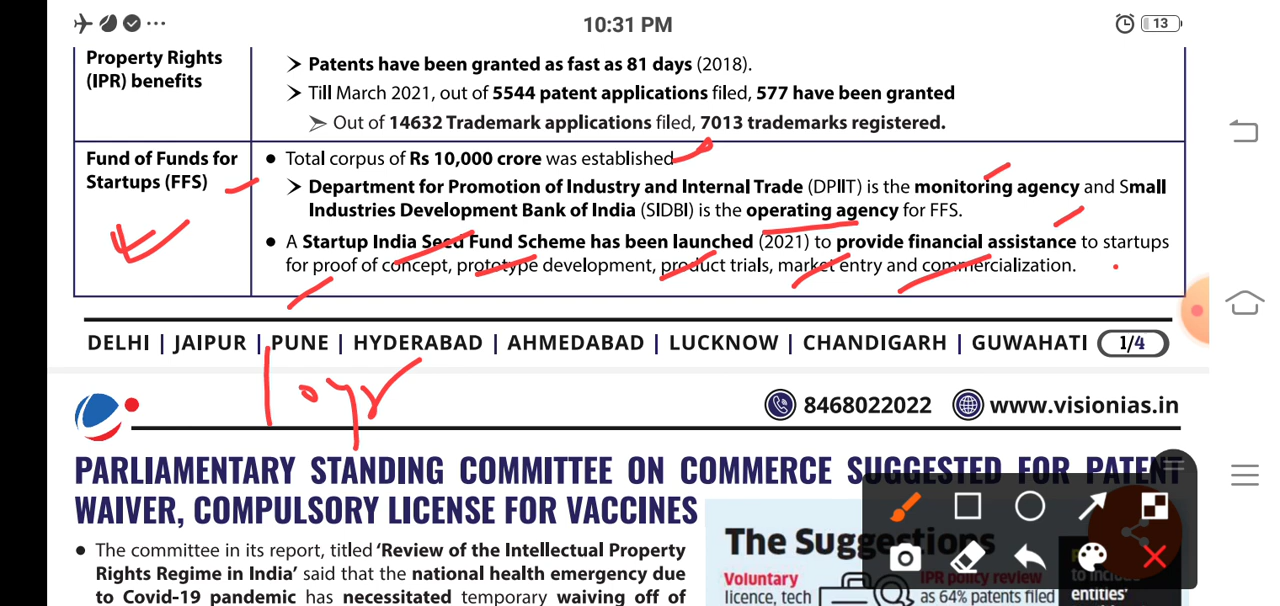 10:31 PM
13
Property Rights
(IPR) benefits
➢ Patents have been granted as fast as 81 days (2018).
➢ Till March 2021, out of 5544 patent applications filed, 577 have been granted
➢ Out of 14632 Trademark applications filed, 7013 trademarks registered.
Fund of Funds for
Startups (FFS)
• Total corpus of Rs 10,000 crore was established
➢ Department for Promotion of Industry and Internal Trade (DPIIT) is the monitoring agency and Small
Industries Development Bank of India (SIDBI) is the operating agency for FFS.
• A Startup India Seed Fund Scheme has been launched (2021) to provide financial assistance to startups
for proof of concept, prototype development, product trials, market entry and commercialization.
DELHI | JAIPUR | PUNE | HYDERABAD | AHMEDABAD | LUCKNOW | CHANDIGARH | GUWAHATI 1/4
10yr
8468022022 www.visionias.in
PARLIAMENTARY STANDING COMMITTEE ON COMMERCE SUGGESTED FOR PATENT
WAIVER, COMPULSORY LICENSE FOR VACCINES
• The committee in its report, titled 'Review of the Intellectual Property
Rights Regime in India' said that the national health emergency due
to Covid-19 pandemic has necessitated temporary waiving off of
The Suggestions
Voluntary
licence, tech
IPR policy review
as 64% patents filed
to include
entities'